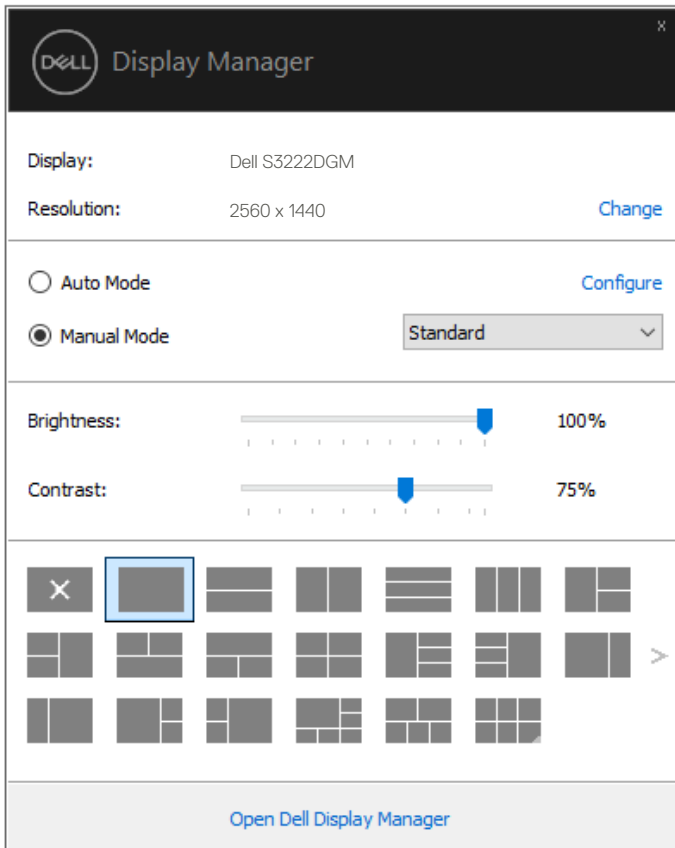 x
DELL Display Manager
Display: Dell S3222DGM
Resolution: 2560 x 1440 Change
Auto Mode Configure
Manual Mode Standard
Brightness: 100%
Contrast: 75%
Open Dell Display Manager